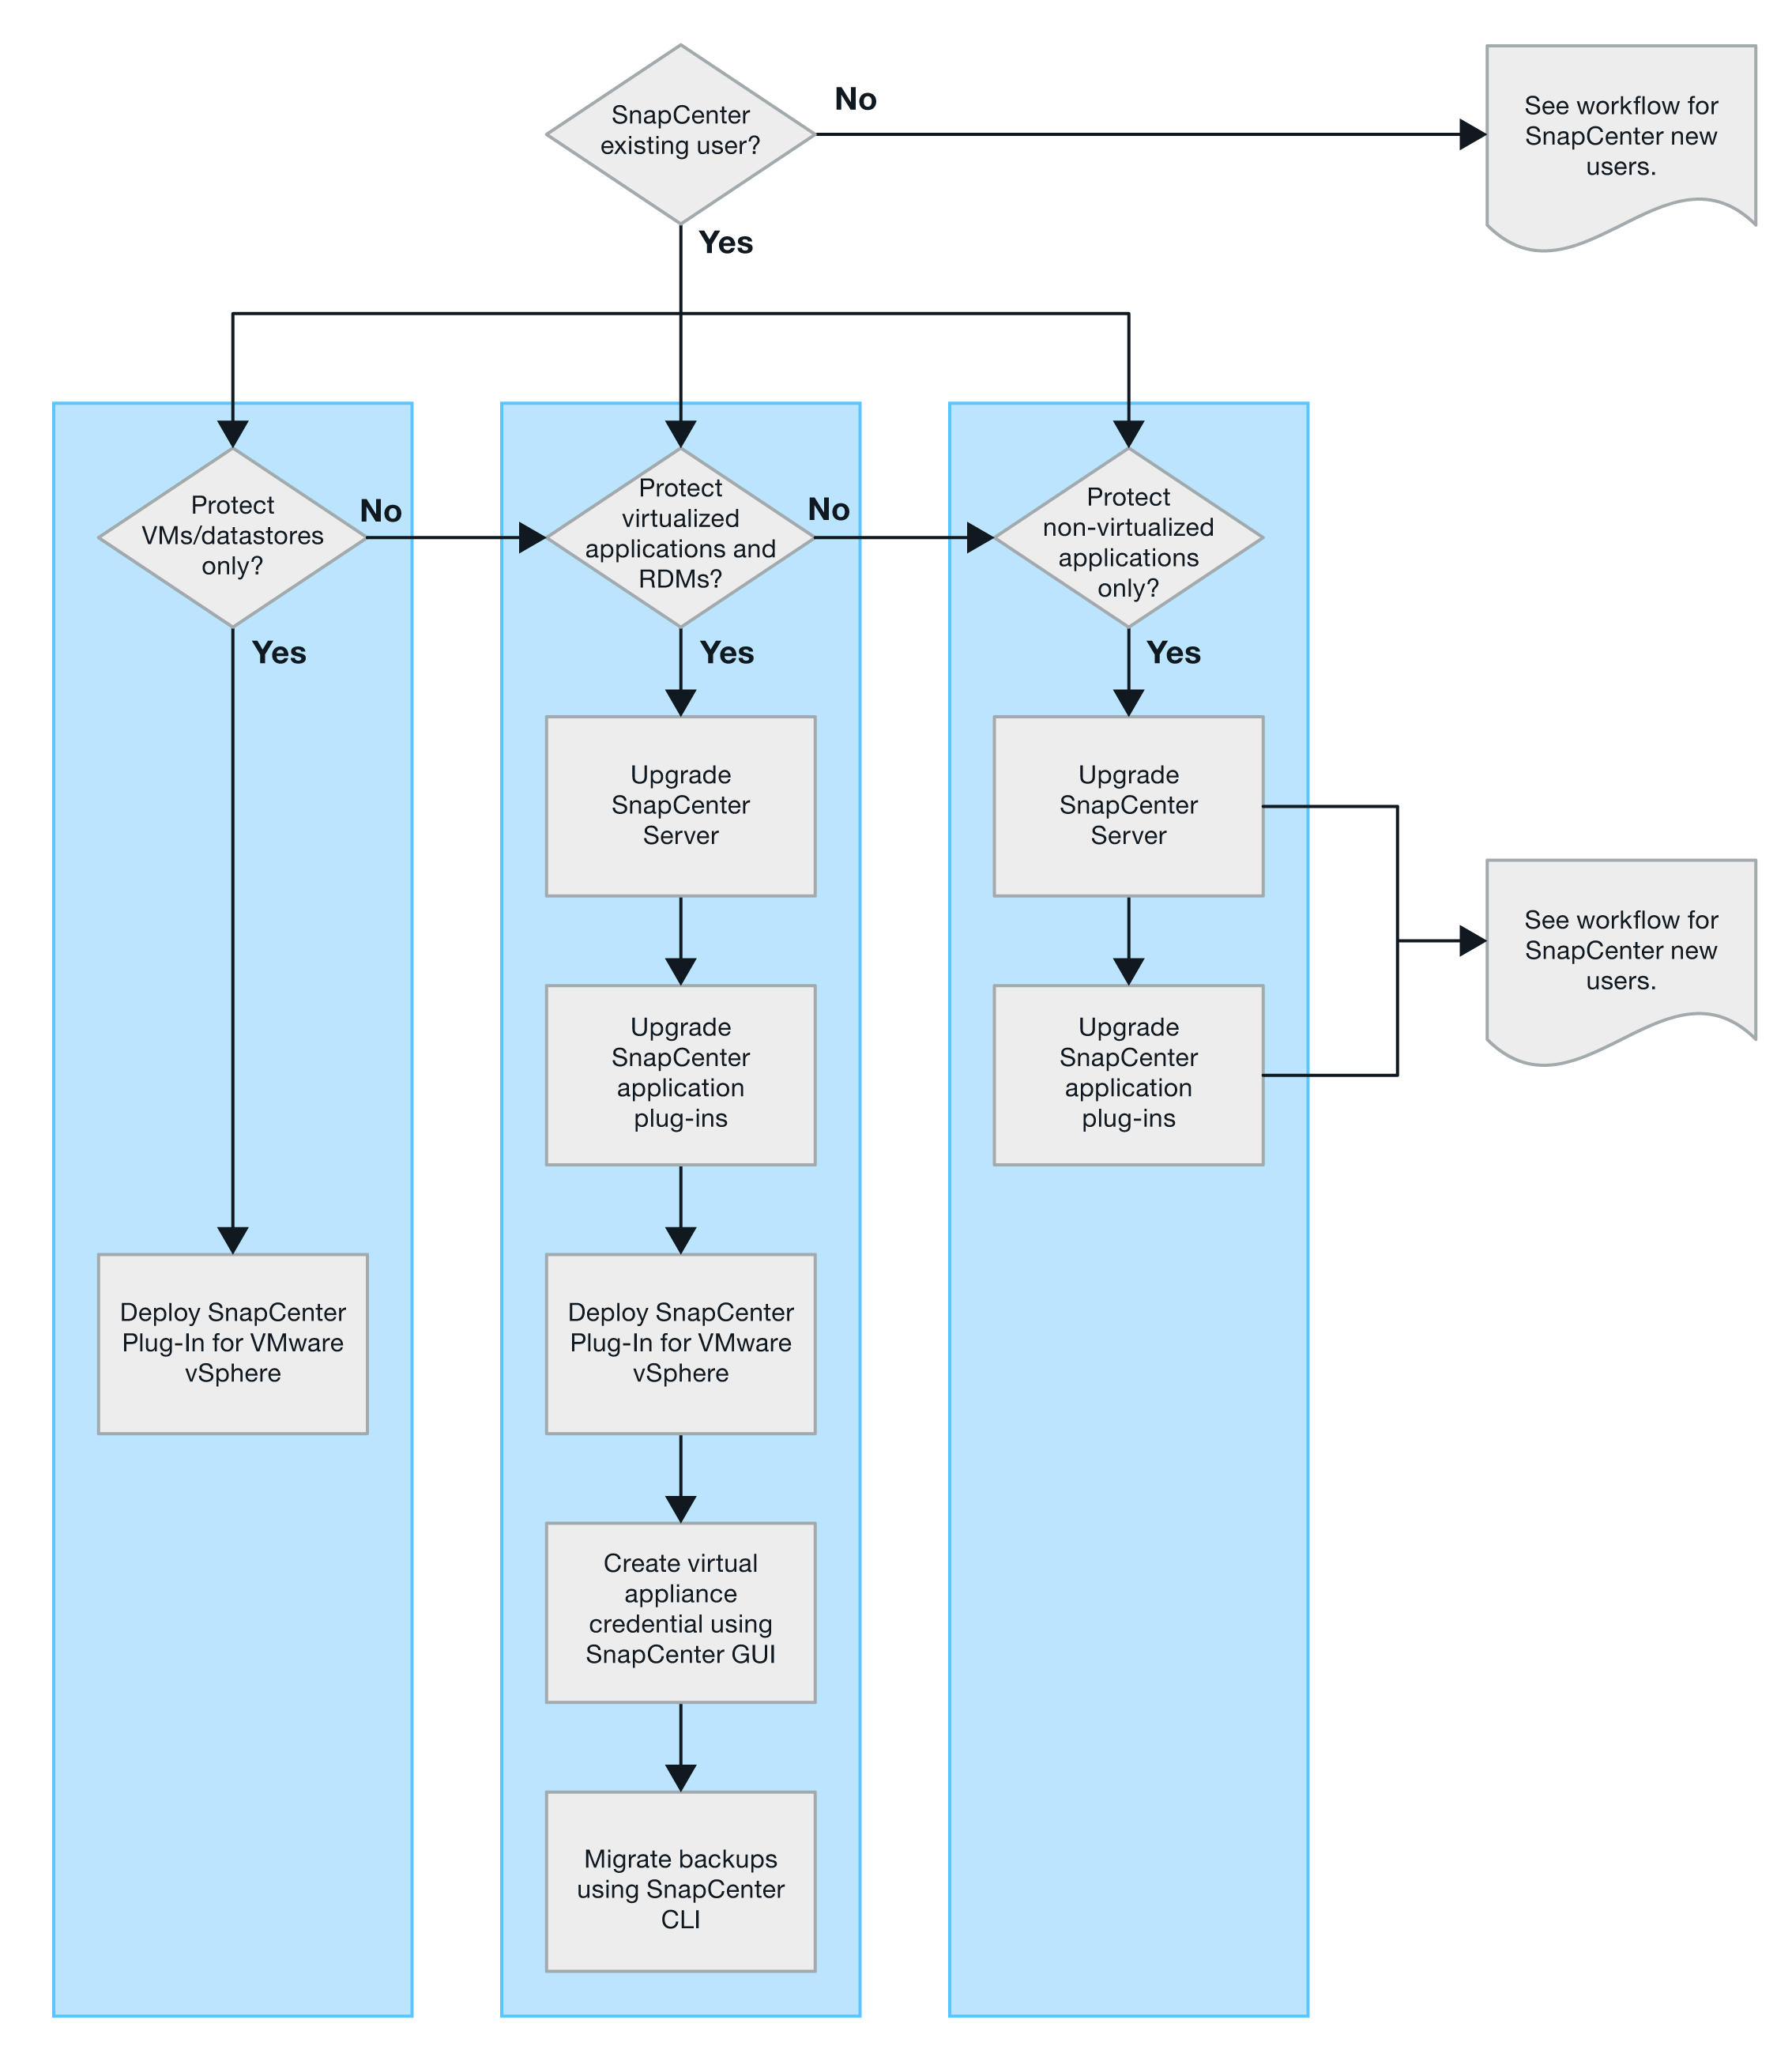 SnapCenter
existing user?
No
See workflow for
SnapCenter new
users.
Yes
Protect
VMs/datastores
only?
No
Protect
virtualized
applications and
RDMs?
No
Protect
non-virtualized
applications
only?
Yes
Yes
Yes
Upgrade
SnapCenter
Server
Upgrade
SnapCenter
Server
See workflow for
SnapCenter new
users.
Upgrade
SnapCenter
application
plug-ins
Upgrade
SnapCenter
application
plug-ins
Deploy SnapCenter
Plug-In for VMware
vSphere
Deploy SnapCenter
Plug-In for VMware
vSphere
Create virtual
appliance
credential using
SnapCenter GUI
Migrate backups
using SnapCenter
CLI